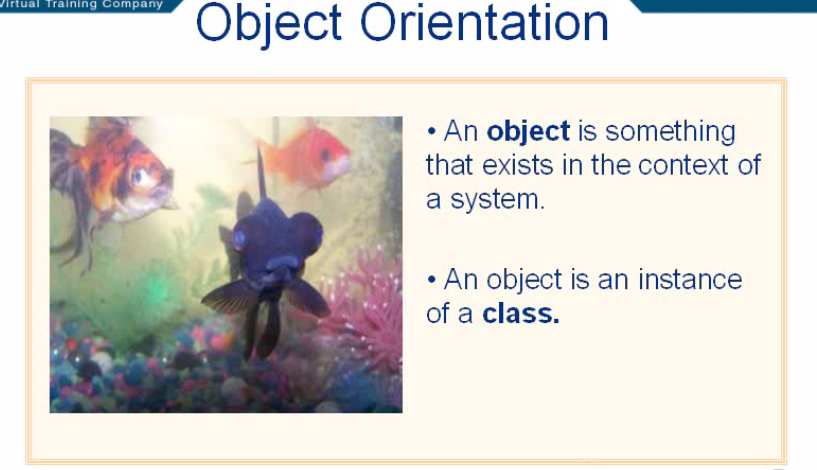 Virtual Training Company
Object Orientation
• An object is something
that exists in the context of
a system.
• An object is an instance
of a class.